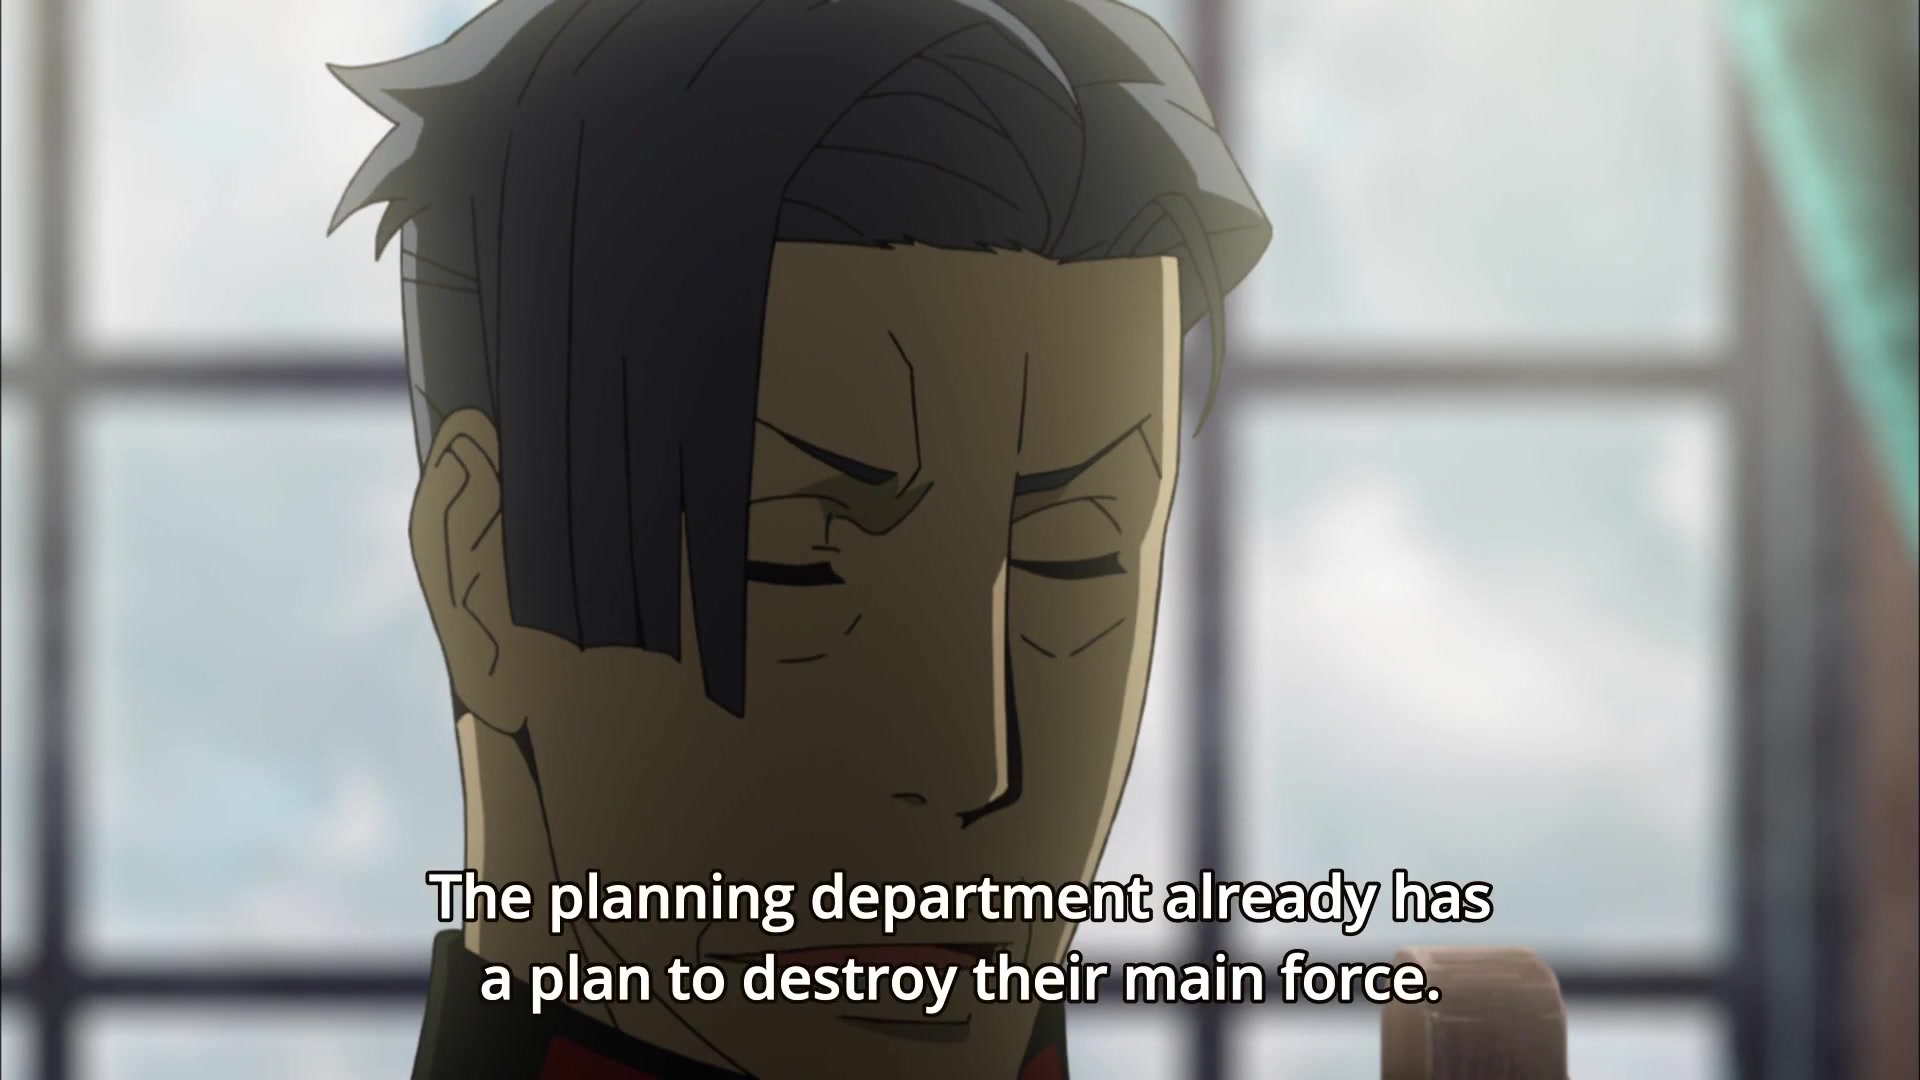 The planning department already has
a plan to destroy their main force.